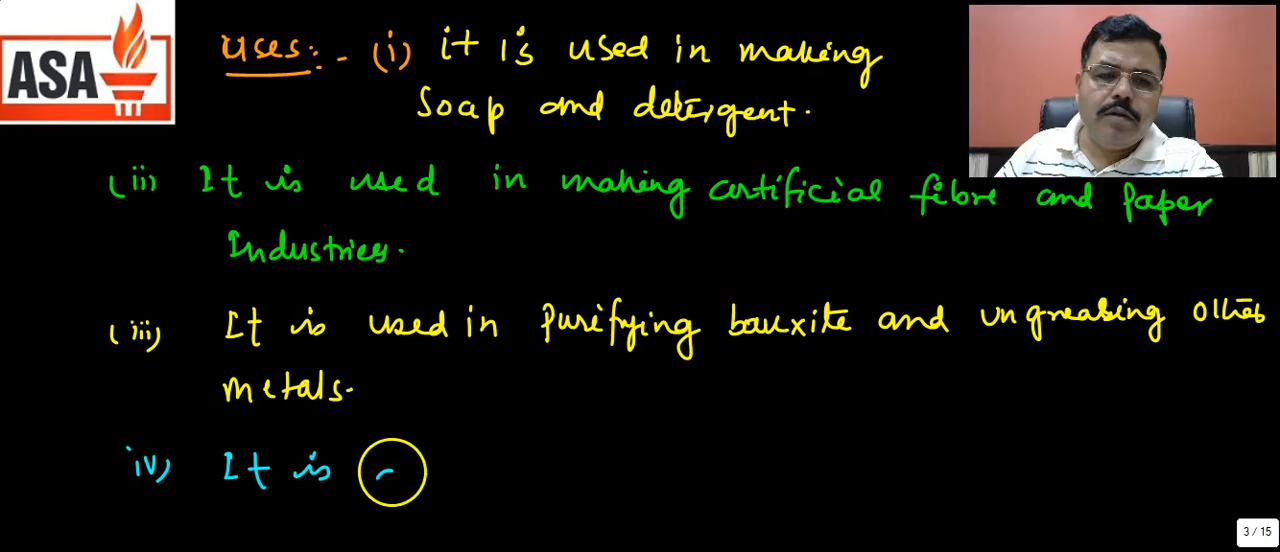 ASA
uses:- (i) it is used in making
Soap and detergent.
(ii) It is used in making artificial fibre and paper
Industries.
(iii) It is used in purifying bauxite and ungreasing other
metals.
iv) It is
3 / 15